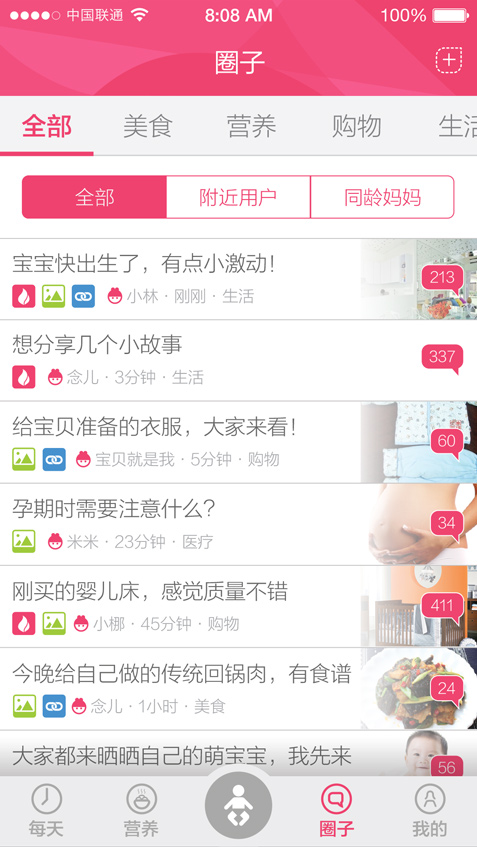 中国联通 8:08 AM 100%
圈子
全部 美食 营养 购物 生活
全部 附近用户 同龄妈妈
宝宝快出生了，有点小激动！
213
小林 · 刚刚 · 生活
想分享几个小故事
337
念儿 · 3分钟 · 生活
给宝贝准备的衣服，大家来看！
60
宝贝就是我 · 5分钟 · 购物
孕期时需要注意什么？
34
米米 · 23分钟 · 医疗
刚买的婴儿床，感觉质量不错
411
小梛 · 45分钟 · 购物
今晚给自己做的传统回锅肉，有食谱
24
念儿 · 1小时 · 美食
大家都来晒晒自己的萌宝宝，我先来
56
每天 营养 圈子 我的